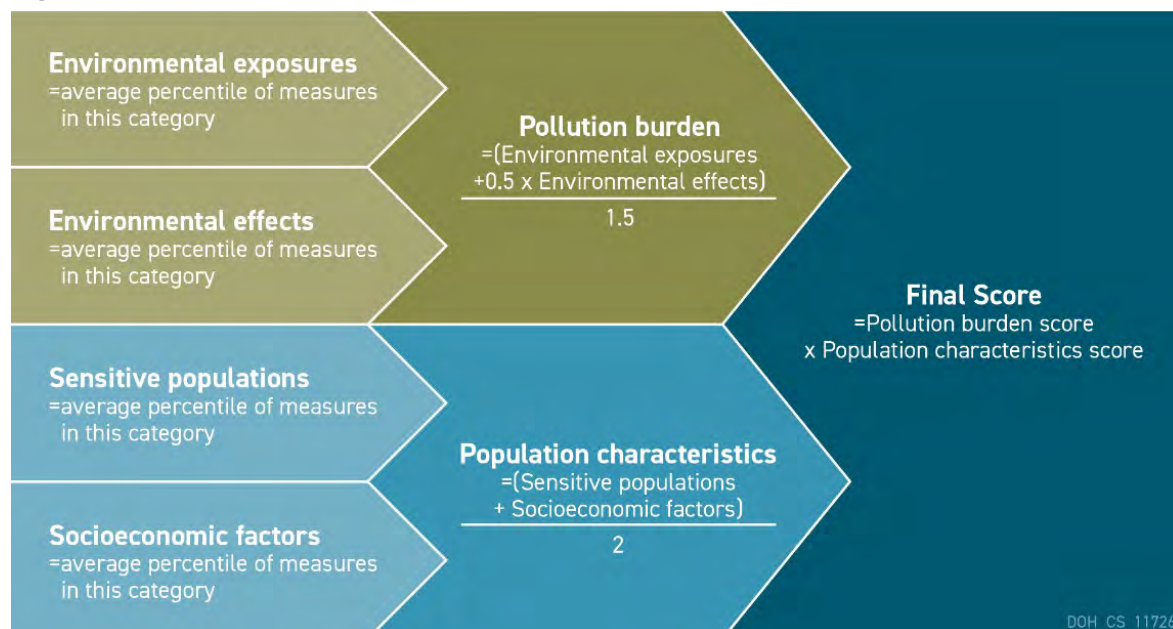 Environmental exposures
=average percentile of measures
in this category
Environmental effects
=average percentile of measures
in this category
Sensitive populations
=average percentile of measures
in this category
Socioeconomic factors
=average percentile of measures
in this category
Pollution burden
=(Environmental exposures
+0.5 x Environmental effects)
1.5
Population characteristics
=(Sensitive populations
+ Socioeconomic factors)
2
Final Score
=Pollution burden score
x Population characteristics score
DOH CS 1172